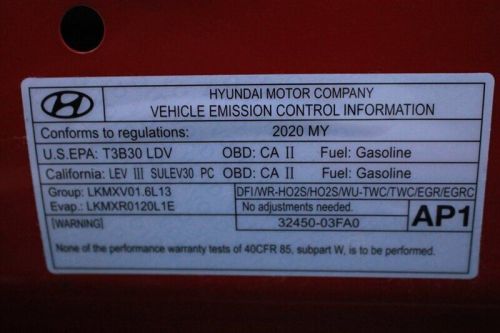 HYUNDAI MOTOR COMPANY
VEHICLE EMISSION CONTROL INFORMATION
Conforms to regulations: 2020 MY
U.S.EPA: T3B30 LDV OBD: CA II Fuel: Gasoline
California: LEV III SULEV30 PC OBD: CA II Fuel: Gasoline
Group: LKMXV01.6L13 DFI/WR-HO2S/HO2S/WU-TWC/TWC/EGR/EGRC
Evap.: LKMXR0120L1E No adjustments needed.
[WARNING] 32450-03FA0 AP1
None of the performance warranty tests of 40CFR 85, subpart W, is to be performed.